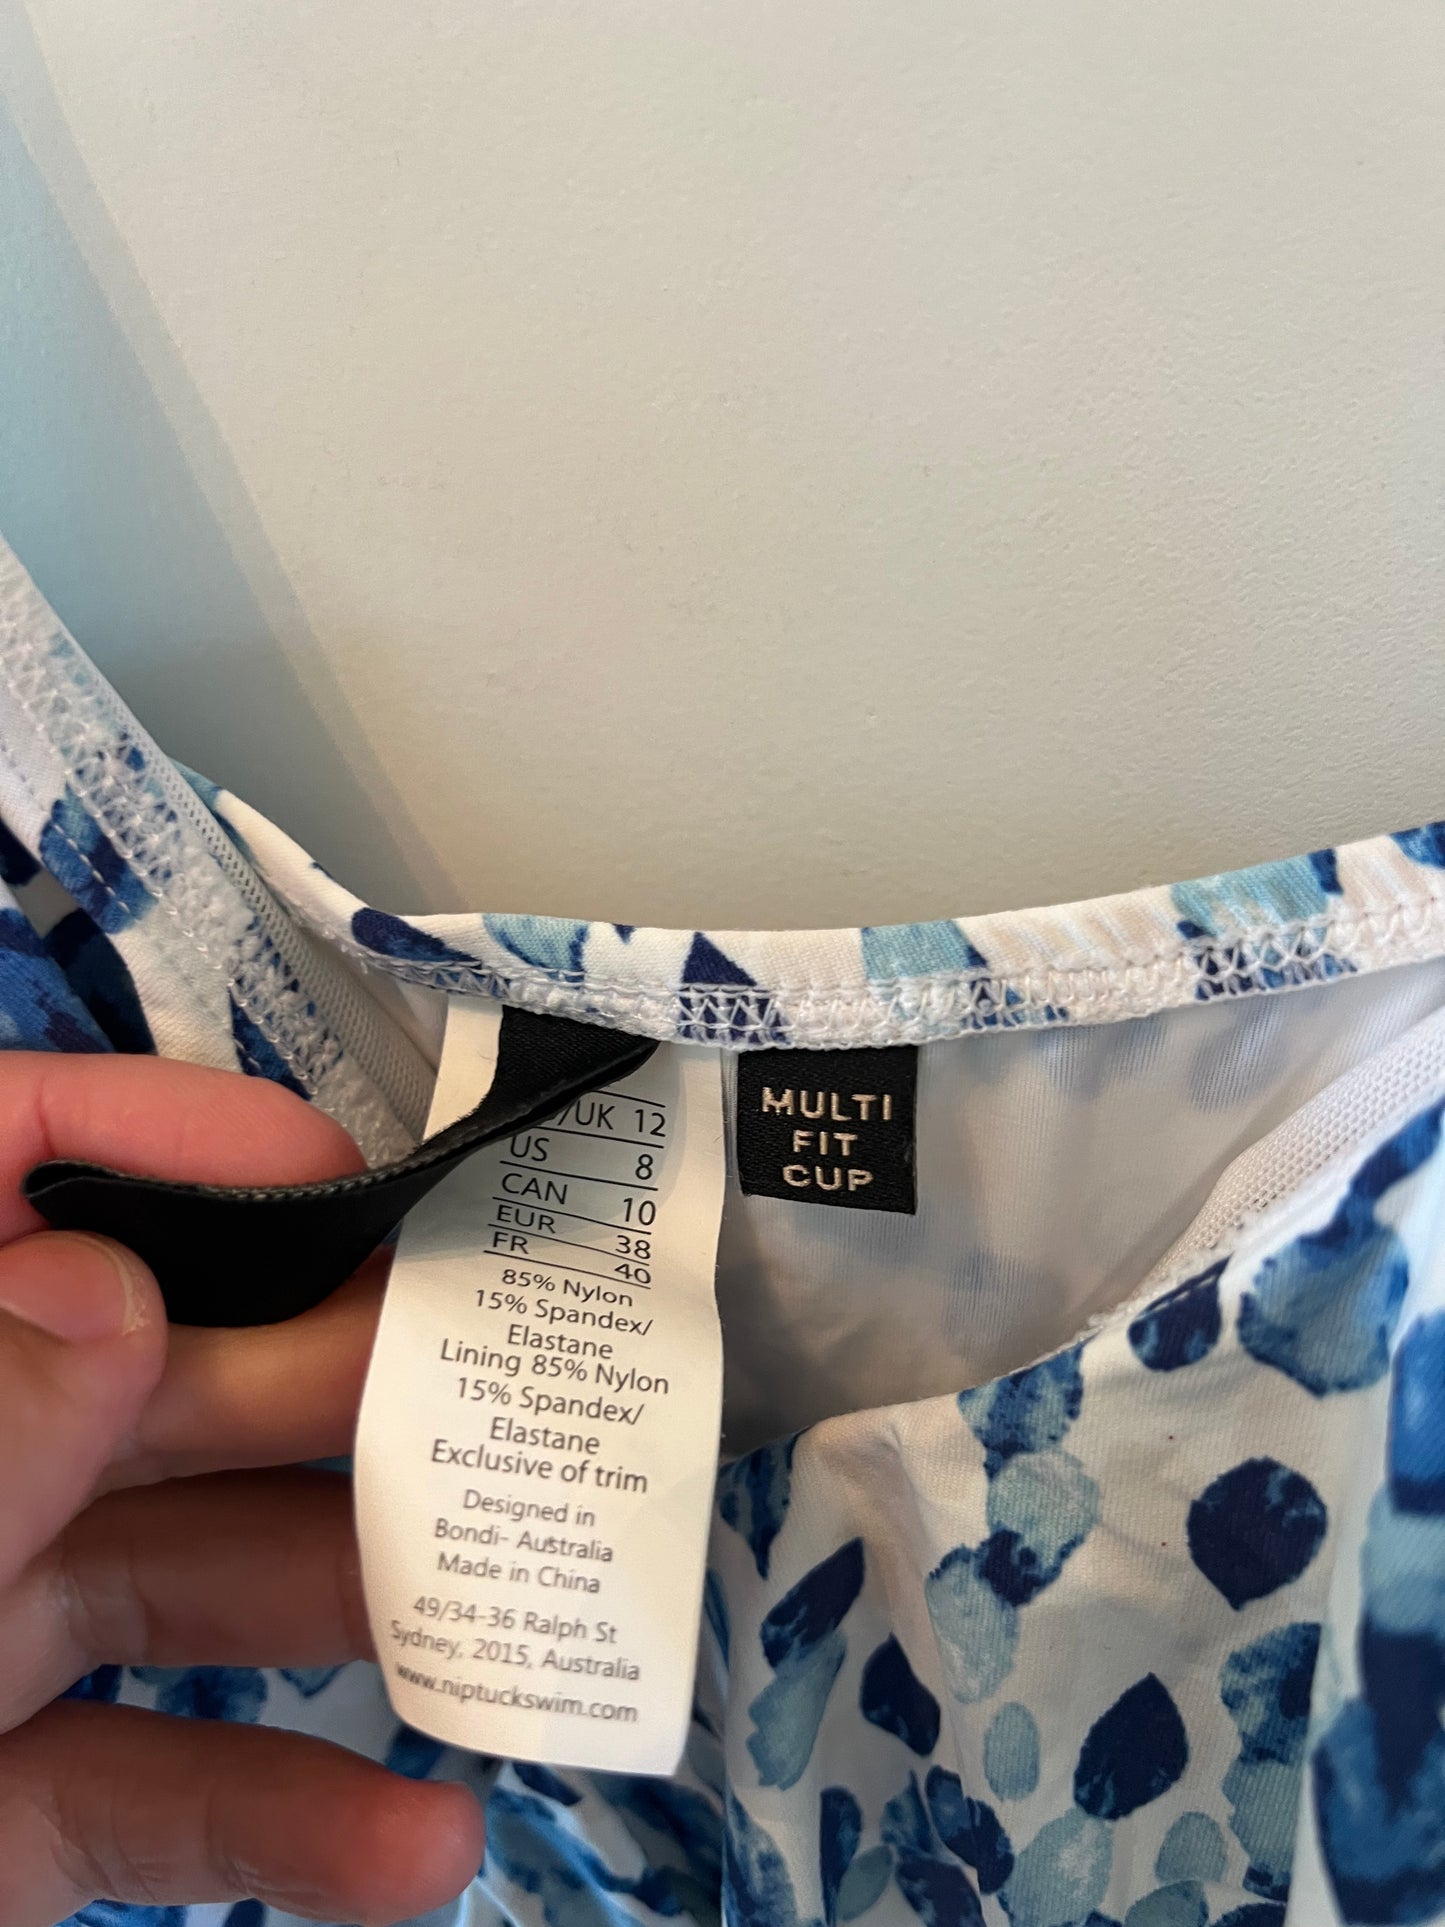 /UK 12
US 8
CAN 10
EUR 38
FR 40
85% Nylon
15% Spandex/
Elastane
Lining 85% Nylon
15% Spandex/
Elastane
Exclusive of trim
Designed in
Bondi- Australia
Made in China
49/34-36 Ralph St
Sydney, 2015, Australia
www.niptuckswim.com
MULTI
FIT
CUP